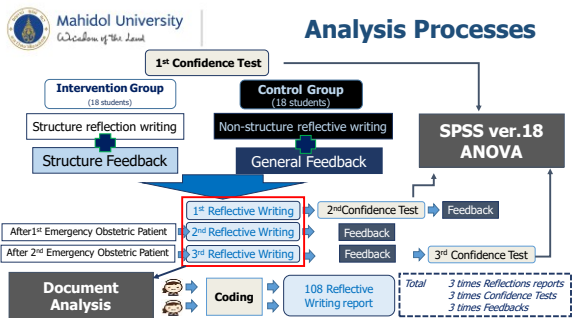 Mahidol University
Wisdom of the Land
Analysis Processes
1st Confidence Test
Intervention Group
(18 students)
Control Group
(18 students)
Structure reflection writing
Non-structure reflective writing
Structure Feedback
General Feedback
SPSS ver.18
ANOVA
1st Reflective Writing
2ndConfidence Test
Feedback
After1st Emergency Obstetric Patient
2nd Reflective Writing
Feedback
After 2nd Emergency Obstetric Patient
3rd Reflective Writing
Feedback
3rd Confidence Test
Document
Analysis
Coding
108 Reflective
Writing report
Total 3 times Reflections reports
3 times Confidence Tests
3 times Feedbacks